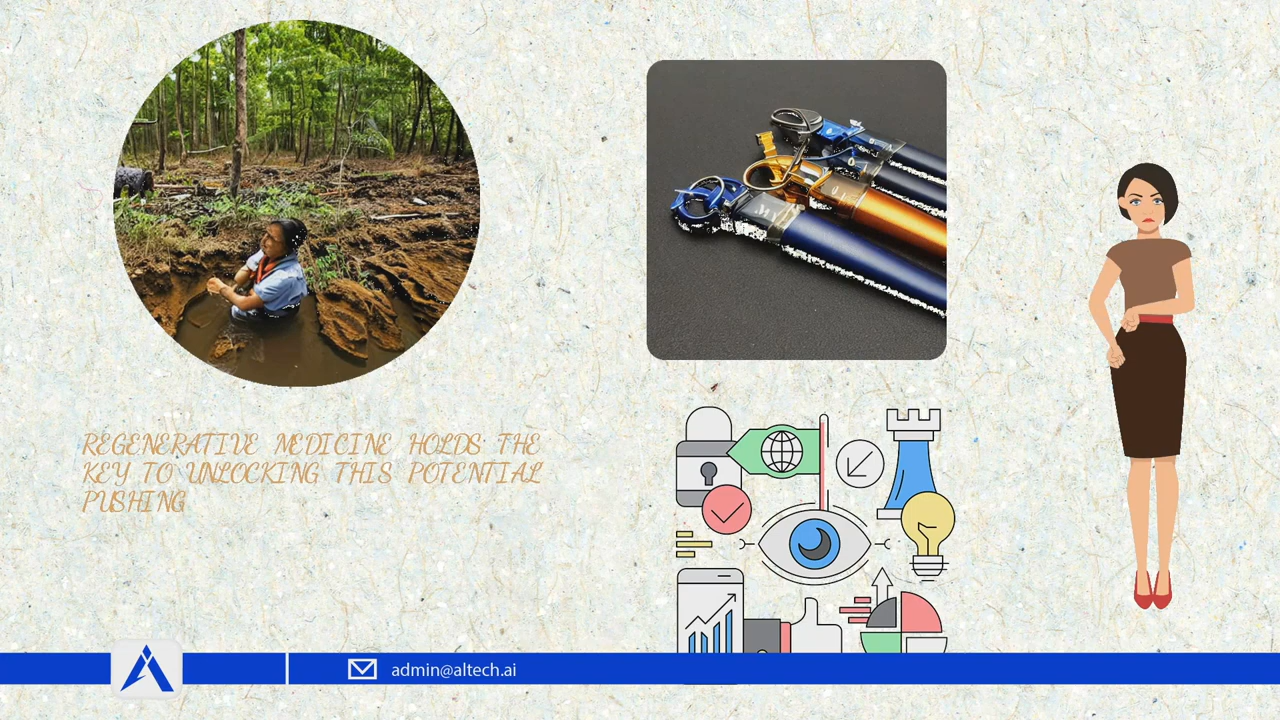 REGENERATIVE MEDICINE HOLDS THE
KEY TO UNLOCKING THIS POTENTIAL
PUSHING
admin@altech.ai